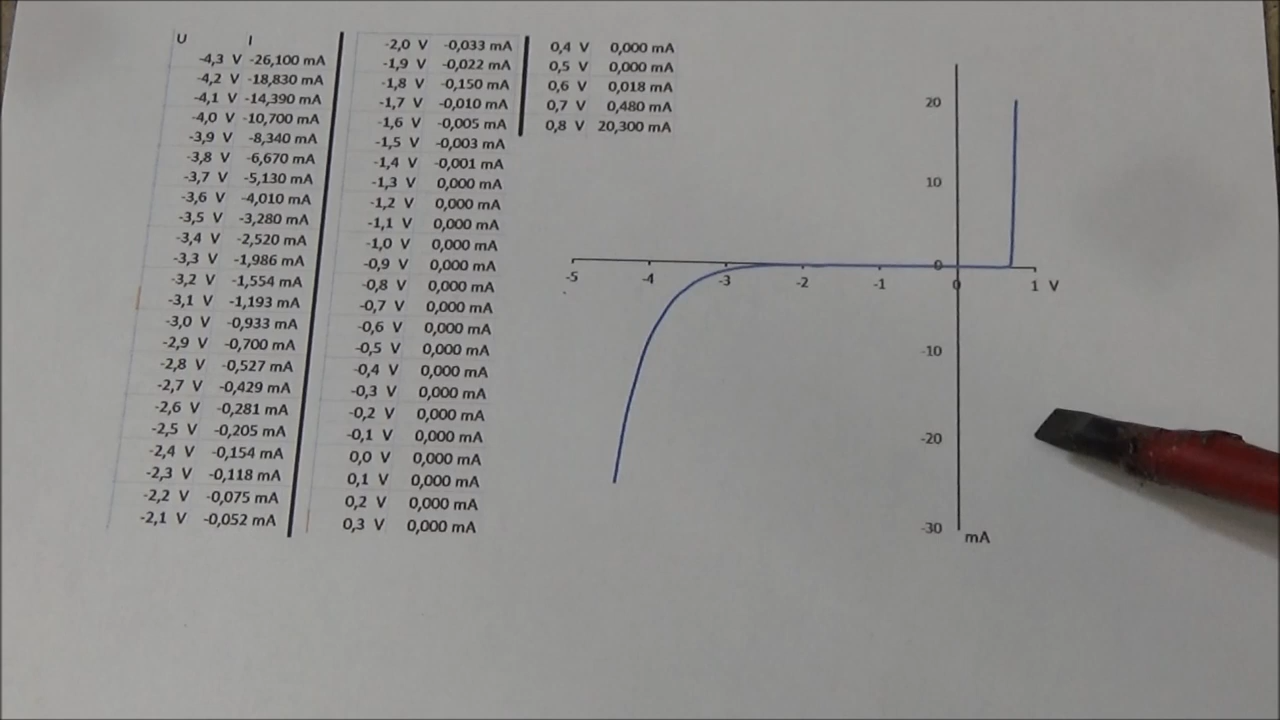 U I
-4,3 V -26,100 mA
-4,2 V -18,830 mA
-4,1 V -14,390 mA
-4,0 V -10,700 mA
-3,9 V -8,340 mA
-3,8 V -6,670 mA
-3,7 V -5,130 mA
-3,6 V -4,010 mA
-3,5 V -3,280 mA
-3,4 V -2,520 mA
-3,3 V -1,986 mA
-3,2 V -1,554 mA
-3,1 V -1,193 mA
-3,0 V -0,933 mA
-2,9 V -0,700 mA
-2,8 V -0,527 mA
-2,7 V -0,429 mA
-2,6 V -0,281 mA
-2,5 V -0,205 mA
-2,4 V -0,154 mA
-2,3 V -0,118 mA
-2,2 V -0,075 mA
-2,1 V -0,052 mA
-2,0 V -0,033 mA
-1,9 V -0,022 mA
-1,8 V -0,150 mA
-1,7 V -0,010 mA
-1,6 V -0,005 mA
-1,5 V -0,003 mA
-1,4 V -0,001 mA
-1,3 V 0,000 mA
-1,2 V 0,000 mA
-1,1 V 0,000 mA
-1,0 V 0,000 mA
-0,9 V 0,000 mA
-0,8 V 0,000 mA
-0,7 V 0,000 mA
-0,6 V 0,000 mA
-0,5 V 0,000 mA
-0,4 V 0,000 mA
-0,3 V 0,000 mA
-0,2 V 0,000 mA
-0,1 V 0,000 mA
0,0 V 0,000 mA
0,1 V 0,000 mA
0,2 V 0,000 mA
0,3 V 0,000 mA
0,4 V 0,000 mA
0,5 V 0,000 mA
0,6 V 0,018 mA
0,7 V 0,480 mA
0,8 V 20,300 mA
20
10
0
-5 -4 -3 -2 -1 0 1 V
-10
-20
-30
mA